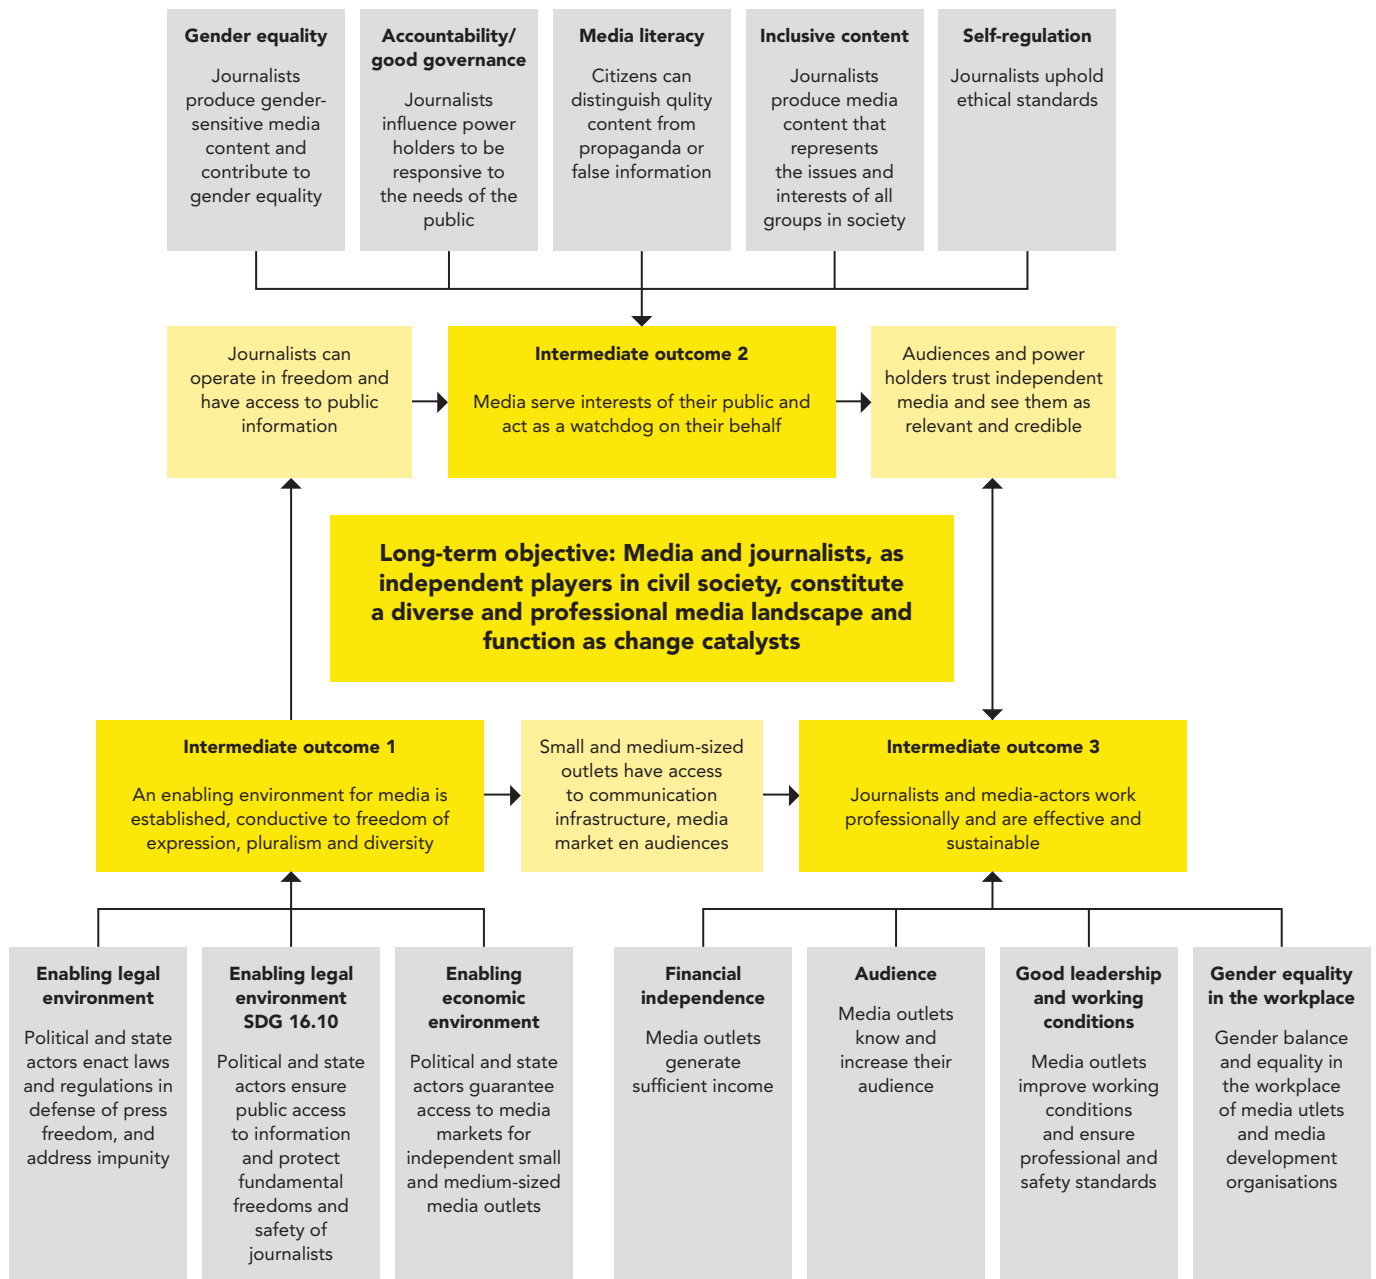 Gender equality
Journalists
produce gender-
sensitive media
content and
contribute to
gender equality
Accountability/
good governance
Journalists
influence power
holders to be
responsive to
the needs of the
public
Media literacy
Citizens can
distinguish qulity
content from
propaganda or
false information
Inclusive content
Journalists
produce media
content that
represents
the issues and
interests of all
groups in society
Self-regulation
Journalists uphold
ethical standards
Journalists can
operate in freedom and
have access to public
information
Intermediate outcome 2
Media serve interests of their public and
act as a watchdog on their behalf
Audiences and power
holders trust independent
media and see them as
relevant and credible
Long-term objective: Media and journalists, as
independent players in civil society, constitute
a diverse and professional media landscape and
function as change catalysts
Intermediate outcome 1
An enabling environment for media is
established, conductive to freedom of
expression, pluralism and diversity
Small and medium-sized
outlets have access
to communication
infrastructure, media
market en audiences
Intermediate outcome 3
Journalists and media-actors work
professionally and are effective and
sustainable
Enabling legal
environment
Political and state
actors enact laws
and regulations in
defense of press
freedom, and
address impunity
Enabling legal
environment
SDG 16.10
Political and state
actors ensure
public access
to information
and protect
fundamental
freedoms and
safety of
journalists
Enabling
economic
environment
Political and state
actors guarantee
access to media
markets for
independent small
and medium-sized
media outlets
Financial
independence
Media outlets
generate
sufficient income
Audience
Media outlets
know and
increase their
audience
Good leadership
and working
conditions
Media outlets
improve working
conditions
and ensure
professional and
safety standards
Gender equality
in the workplace
Gender balance
and equality in
the workplace
of media utlets
and media
development
organisations